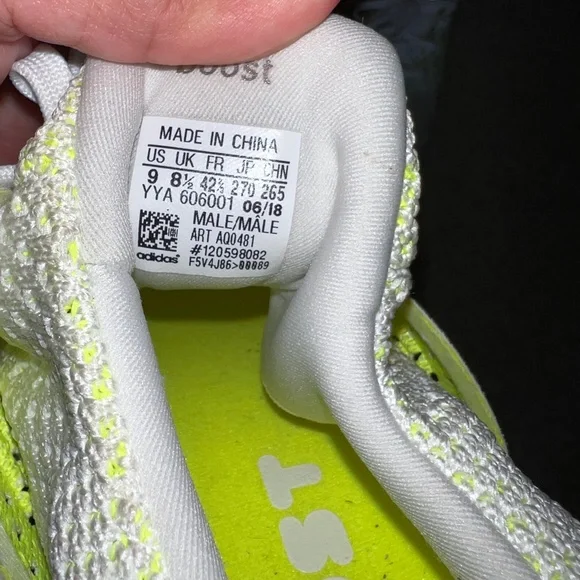 boost
MADE IN CHINA
US UK FR JP CHN
9 8½ 42⅔ 270 265
YYA 606001 06/18
MALE/MÂLE
ART AQ0481
#120598082
adidas F5V4J86>00089
OST